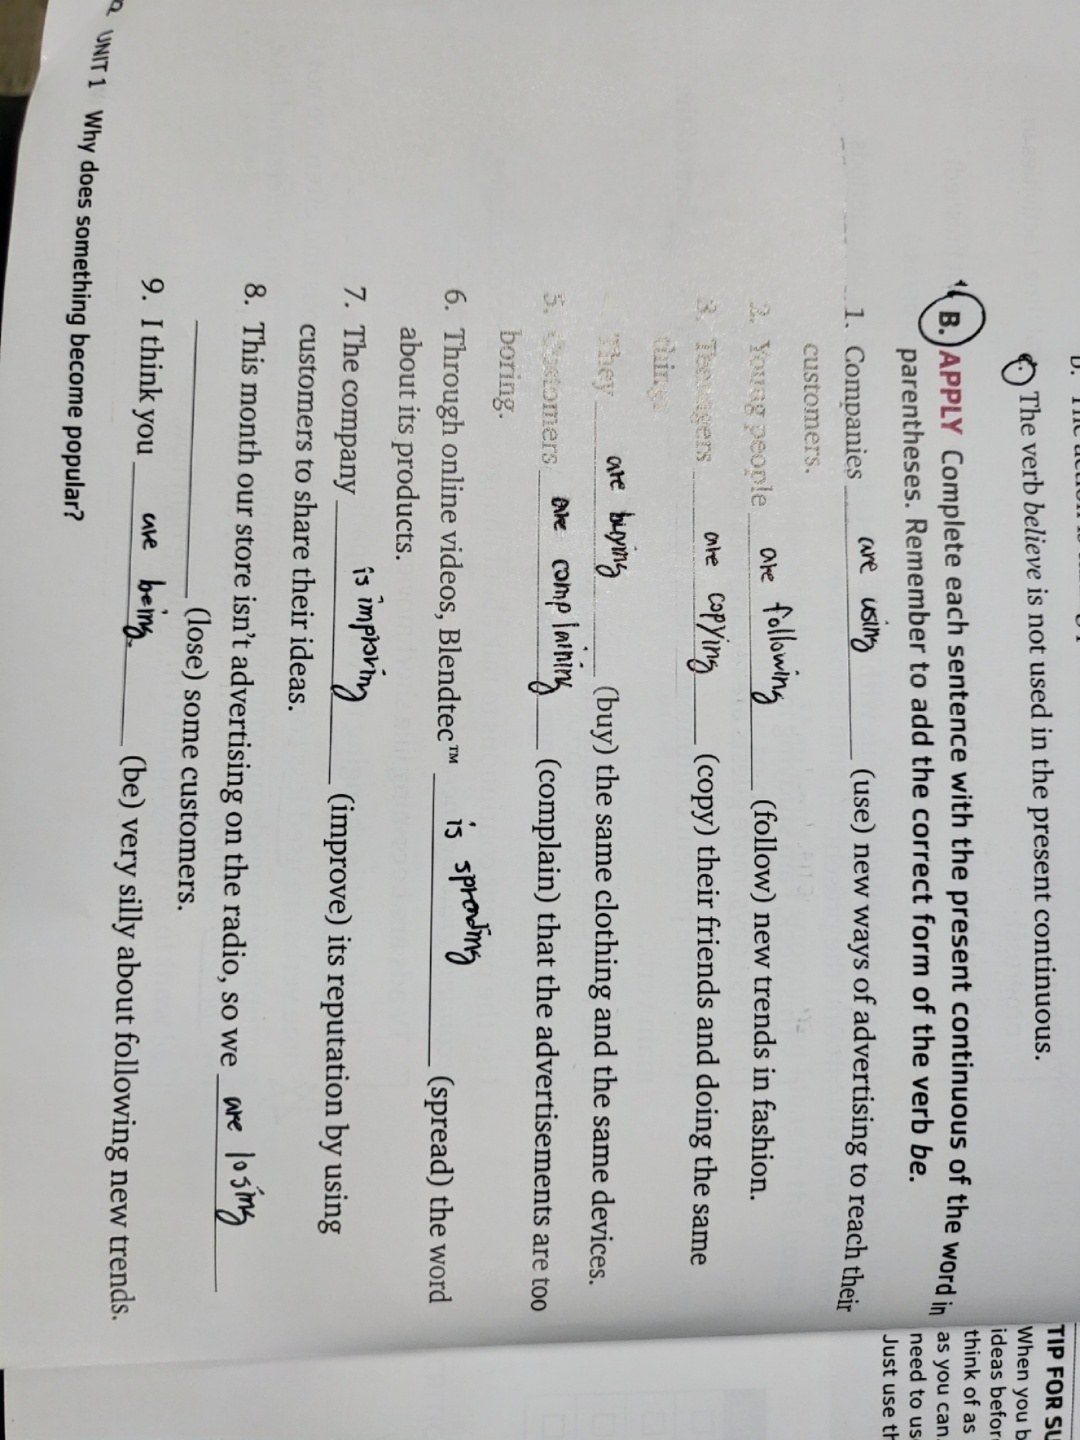 The verb believe is not used in the present continuous.
B. APPLY Complete each sentence with the present continuous of the word in
parentheses. Remember to add the correct form of the verb be.
1. Companies are using (use) new ways of advertising to reach their
customers.
2. Young people are following (follow) new trends in fashion.
3. Teenagers are copying (copy) their friends and doing the same
things.
They are buying (buy) the same clothing and the same devices.
5. Customers are complaining (complain) that the advertisements are too
boring.
6. Through online videos, Blendtec™ is spreading (spread) the word
about its products.
7. The company is improving (improve) its reputation by using
customers to share their ideas.
8. This month our store isn't advertising on the radio, so we are losing
(lose) some customers.
9. I think you are being (be) very silly about following new trends.
UNIT 1 Why does something become popular?
TIP FOR SU
When you b
ideas befor
think of as
as you can.
need to us
Just use th